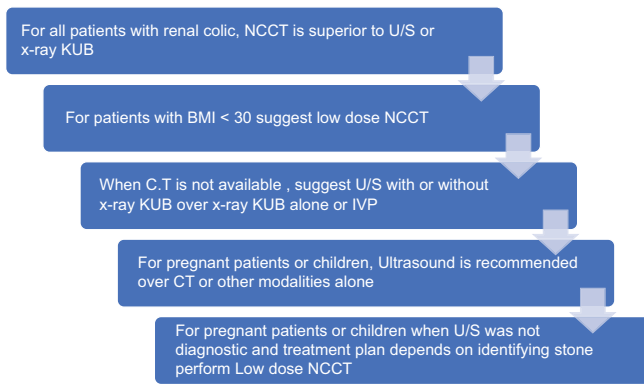 For all patients with renal colic, NCCT is superior to U/S or
x-ray KUB
For patients with BMI < 30 suggest low dose NCCT
When C.T is not available , suggest U/S with or without
x-ray KUB over x-ray KUB alone or IVP
For pregnant patients or children, Ultrasound is recommended
over CT or other modalities alone
For pregnant patients or children when U/S was not
diagnostic and treatment plan depends on identifying stone
perform Low dose NCCT